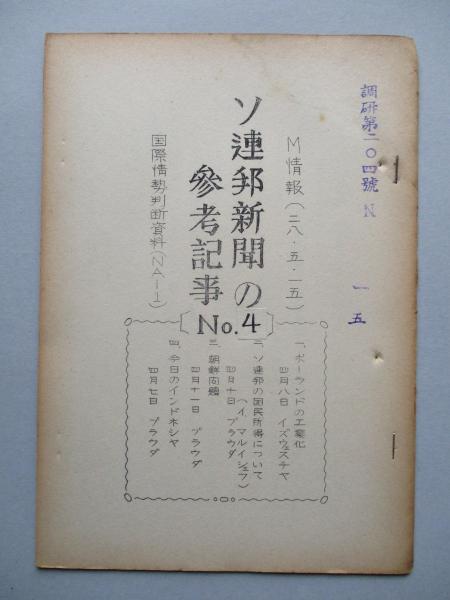 調研第二〇四號 N
一五
M情報(二八・五・一五)
ソ連邦新聞の
參考記事
No.4
国際情勢判断資料(NA-1)
一、ポーランドの工業化
四月八日 イズヴェスチヤ
二、ソ連邦の国民所得について
(イ、マルイシェフ)
四月十日 プラウダ
三、朝鮮問題
四月十一日 プラウダ
四、今日のインドネシヤ
四月七日 プラウダ